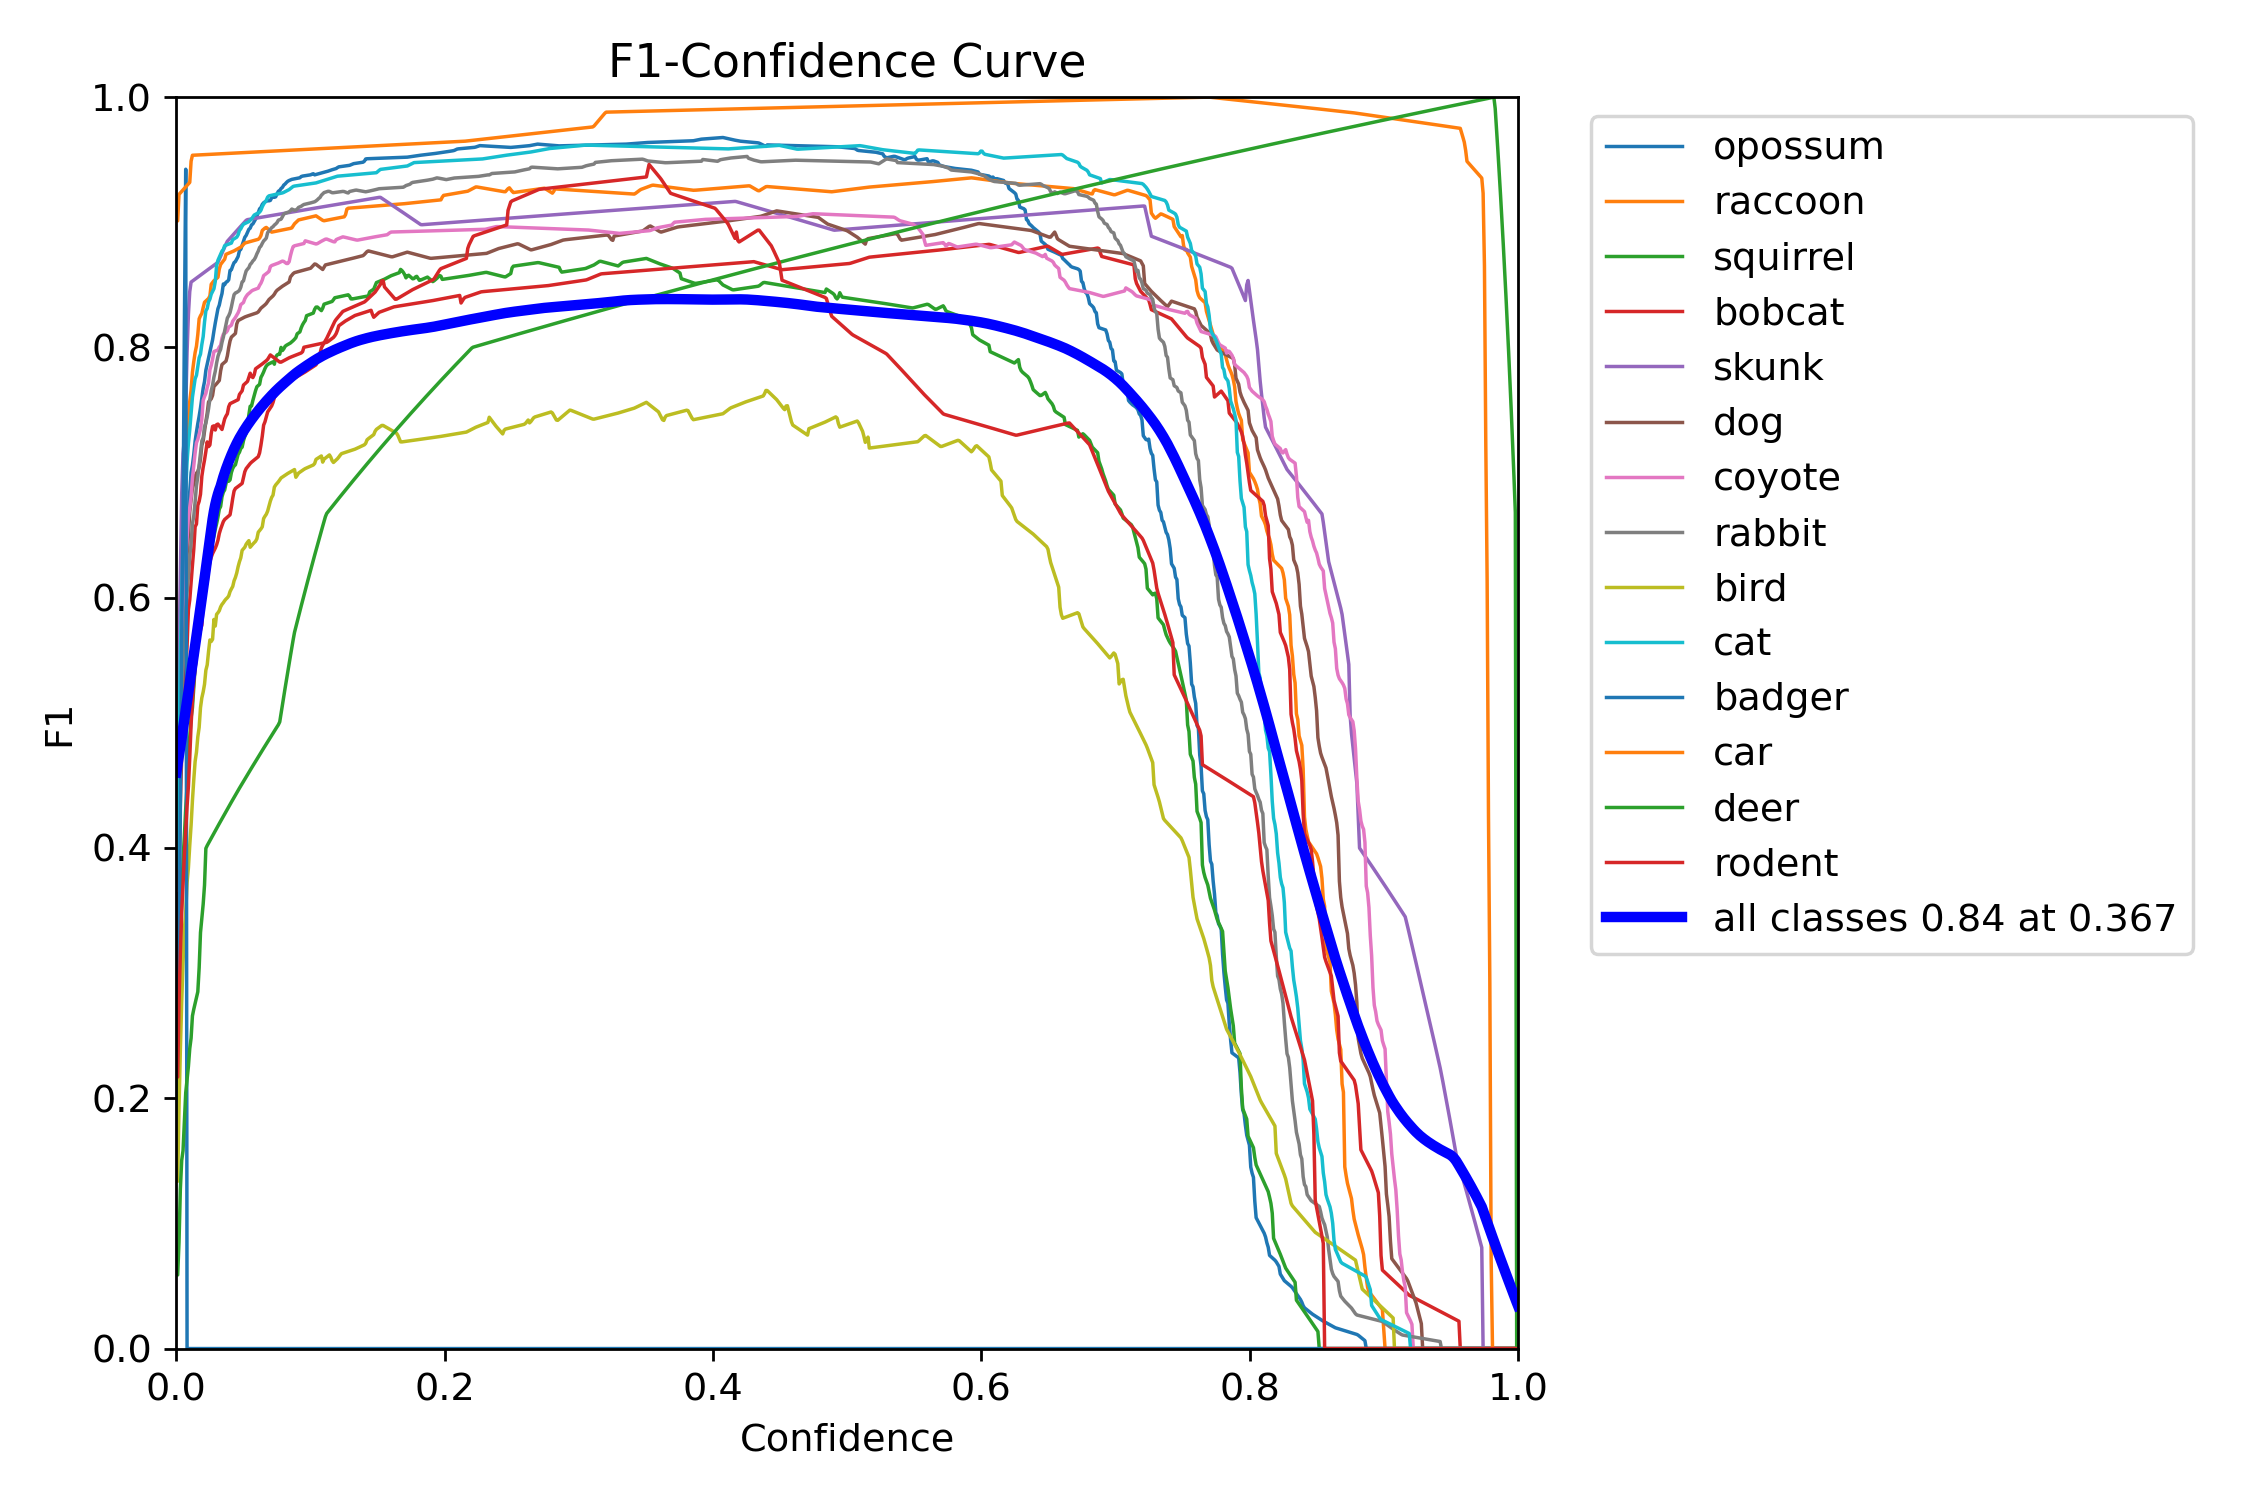 F1-Confidence Curve
1.0
0.8
0.6
0.4
0.2
0.0
F1
0.0 0.2 0.4 0.6 0.8 1.0
Confidence
opossum
raccoon
squirrel
bobcat
skunk
dog
coyote
rabbit
bird
cat
badger
car
deer
rodent
all classes 0.84 at 0.367